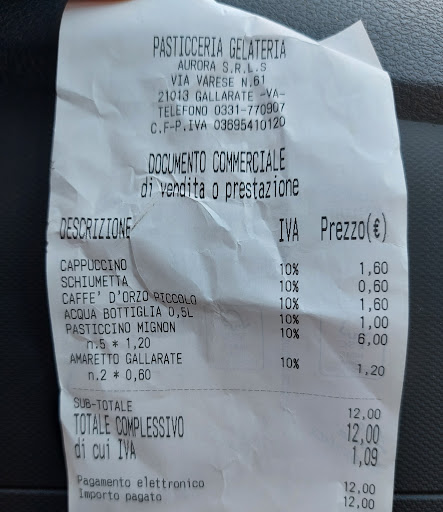 PASTICCERIA GELATERIA
AURORA S.R.L.S
VIA VARESE N.61
21013 GALLARATE -VA-
TELEFONO 0331-770907
C.F-P.IVA 03695410120
DOCUMENTO COMMERCIALE
di vendita o prestazione
DESCRIZIONE IVA Prezzo(€)
CAPPUCCINO 10% 1,60
SCHIUMETTA 10% 0,60
CAFFE' D'ORZO PICCOLO 10% 1,60
ACQUA BOTTIGLIA 0,5L 10% 1,00
PASTICCINO MIGNON 10% 6,00
n.5 * 1,20
AMARETTO GALLARATE 10% 1,20
n.2 * 0,60
SUB-TOTALE 12,00
TOTALE COMPLESSIVO 12,00
di cui IVA 1,09
Pagamento elettronico 12,00
Importo pagato 12,00